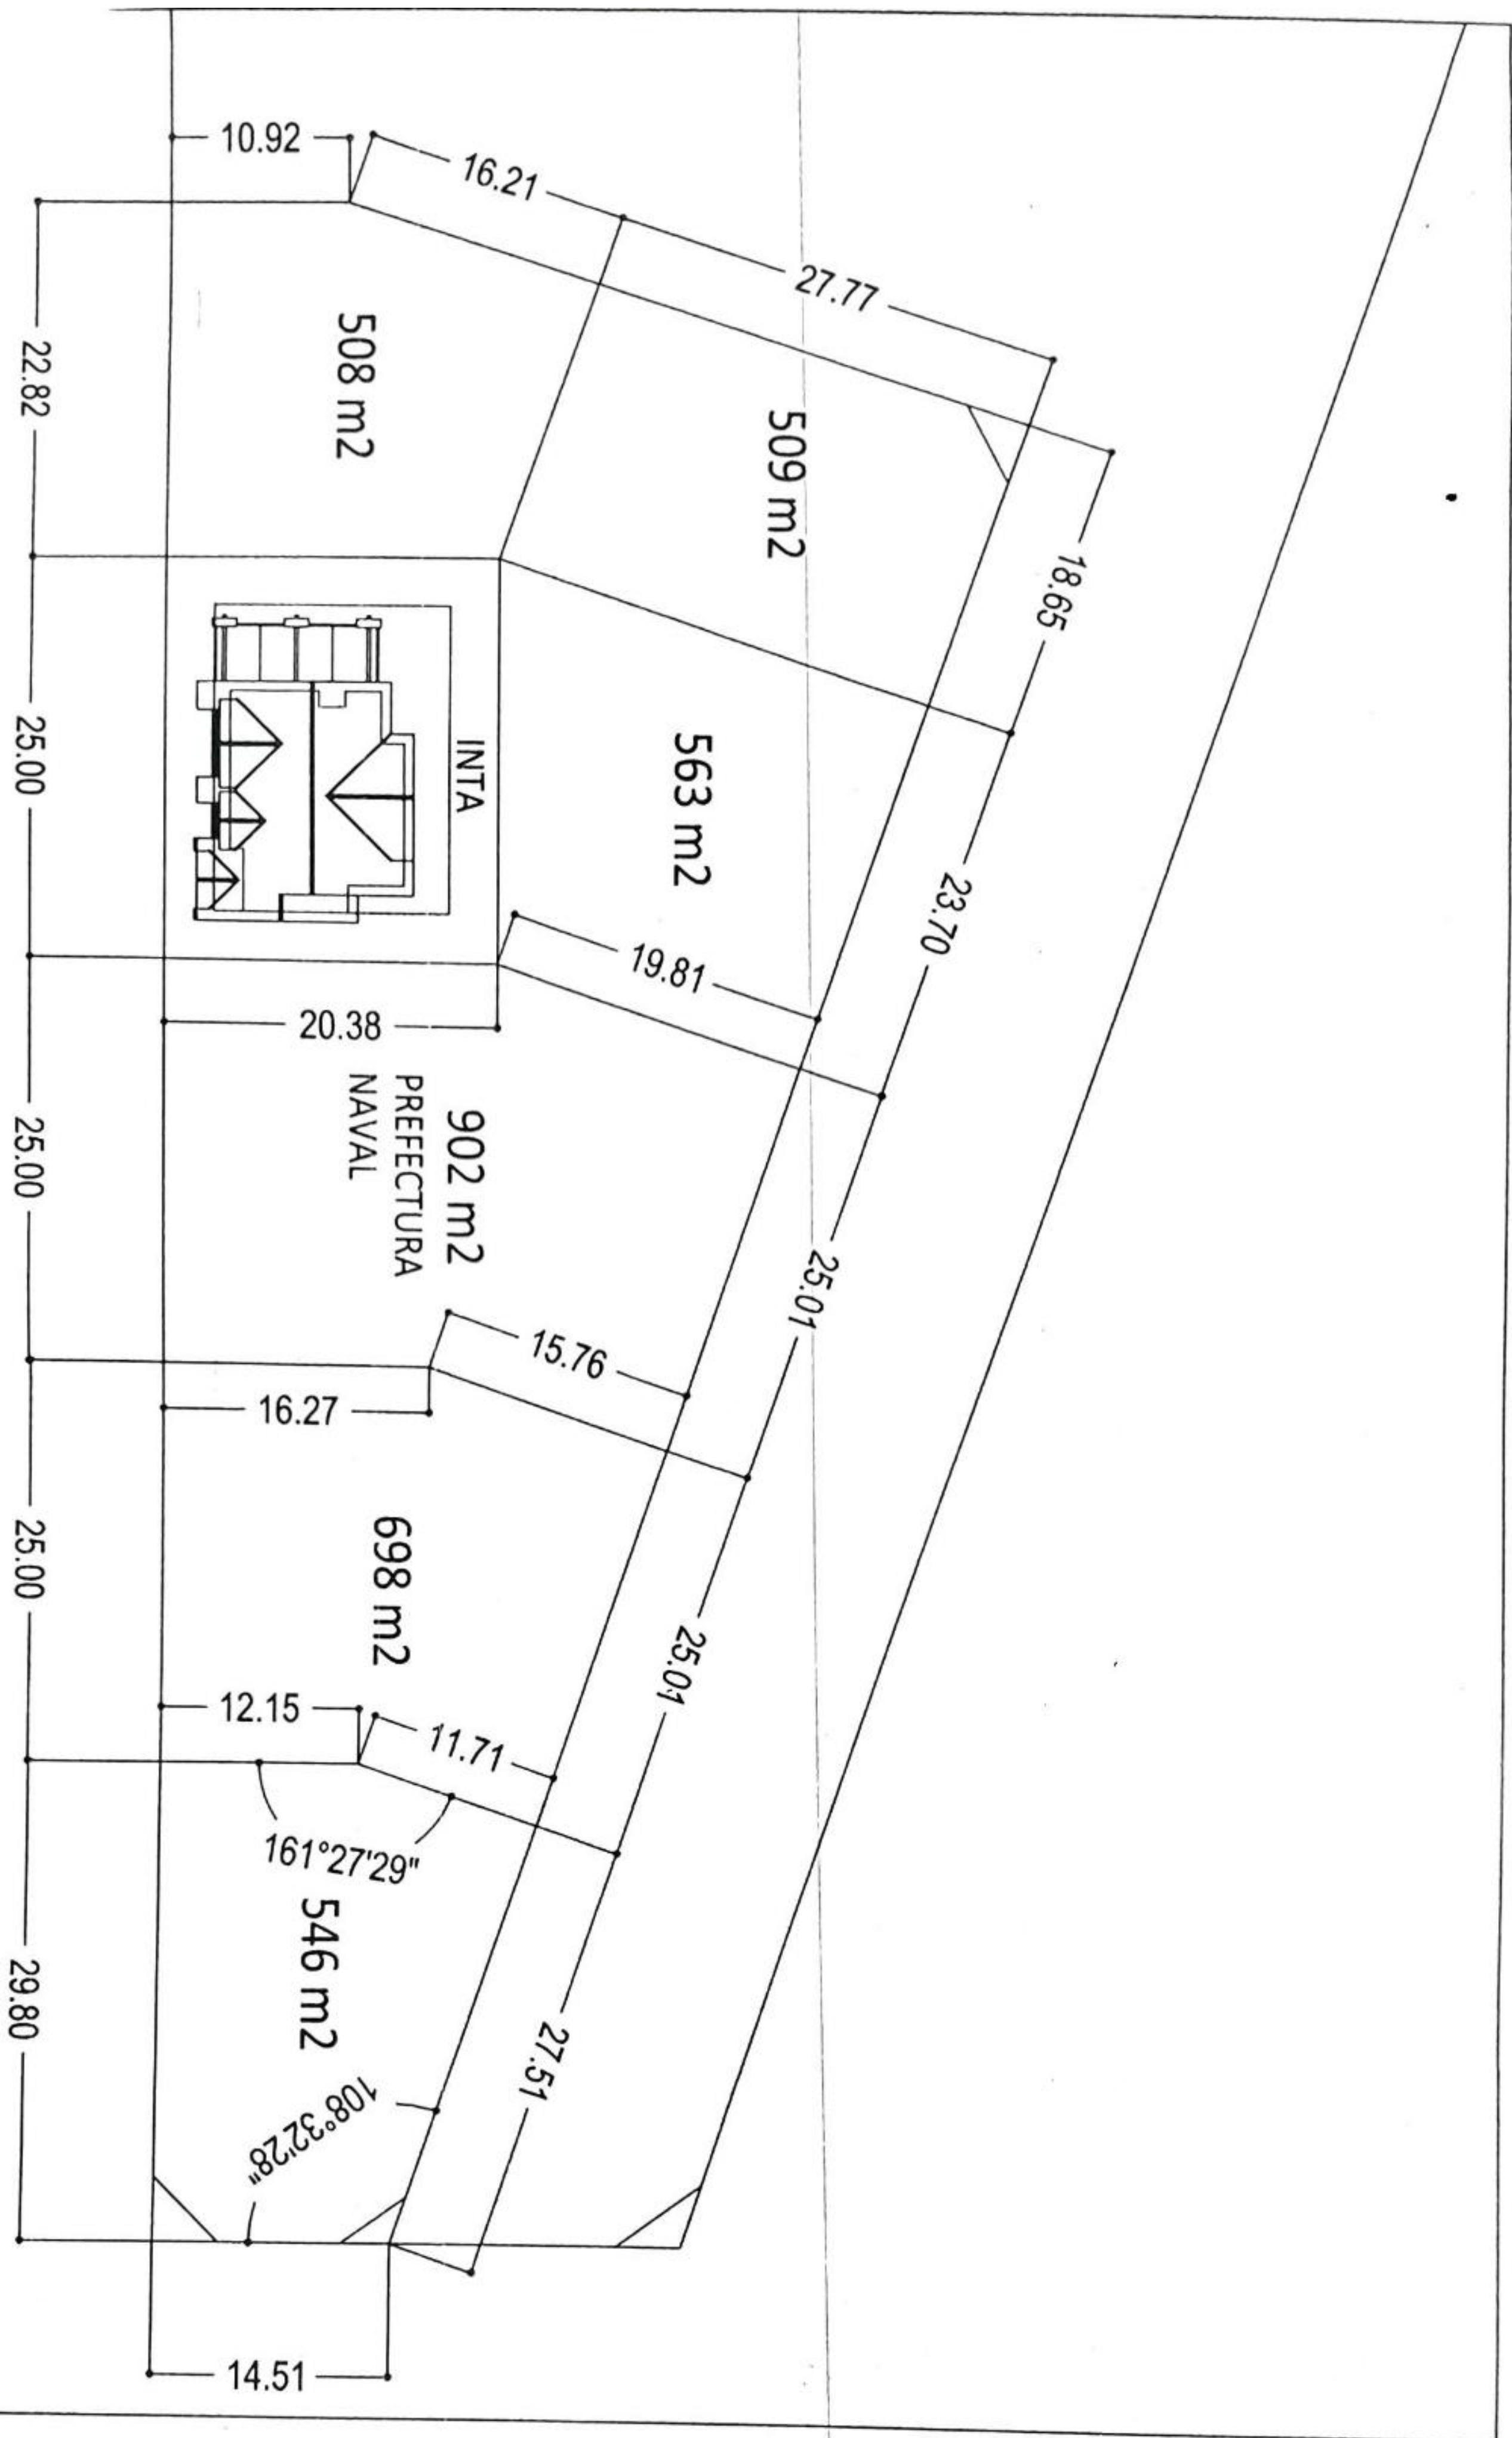 10.92
16.21
27.77
18.65
22.82
508 m2
509 m2
25.00
INTA
563 m2
23.70
19.81
20.38
25.00
902 m2
PREFECTURA
NAVAL
25.01
15.76
16.27
25.00
698 m2
25.01
12.15
11.71
161°27'29"
29.80
546 m2
27.51
108°32'28"
14.51